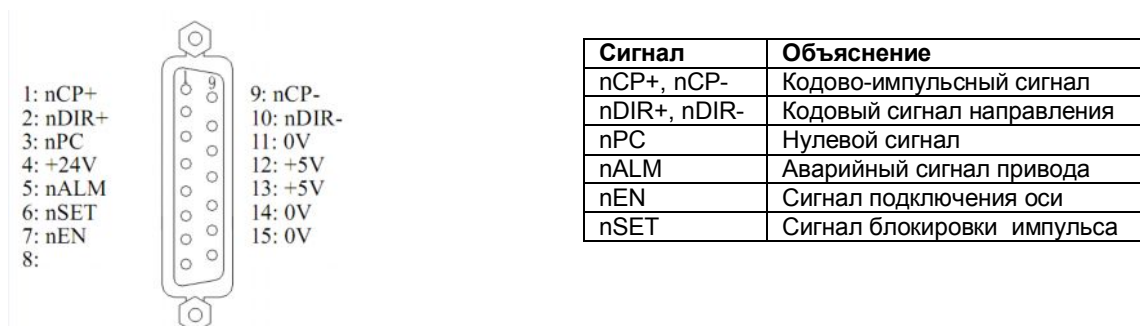 1: nCP+
2: nDIR+
3: nPC
4: +24V
5: nALM
6: nSET
7: nEN
8:
1
9
9: nCP-
10: nDIR-
11: 0V
12: +5V
13: +5V
14: 0V
15: 0V
Сигнал Объяснение
nCP+, nCP- Кодово-импульсный сигнал
nDIR+, nDIR- Кодовый сигнал направления
nPC Нулевой сигнал
nALM Аварийный сигнал привода
nEN Сигнал подключения оси
nSET Сигнал блокировки импульса